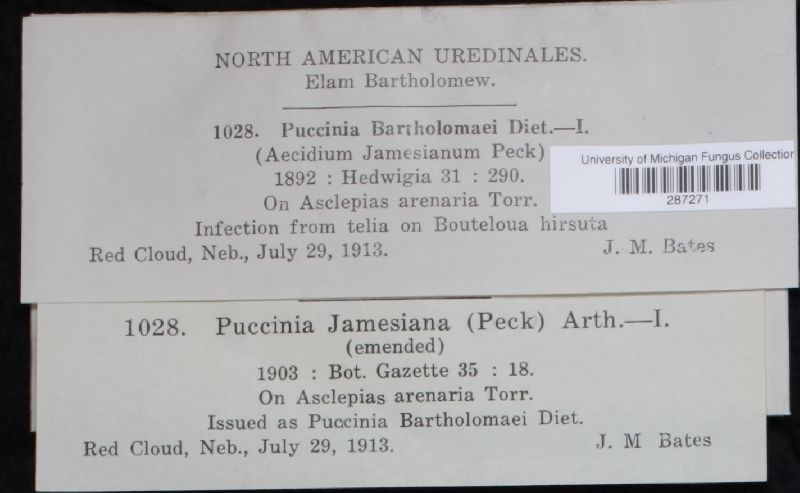 NORTH AMERICAN UREDINALES.
Elam Bartholomew.
1028. Puccinia Bartholomaei Diet.—I.
(Aecidium Jamesianum Peck)
1892 : Hedwigia 31 : 290.
On Asclepias arenaria Torr.
Infection from telia on Bouteloua hirsuta
Red Cloud, Neb., July 29, 1913. J. M. Bates
University of Michigan Fungus Collection
287271
1028. Puccinia Jamesiana (Peck) Arth.—I.
(emended)
1903 : Bot. Gazette 35 : 18.
On Asclepias arenaria Torr.
Issued as Puccinia Bartholomaei Diet.
Red Cloud, Neb., July 29, 1913. J. M Bates